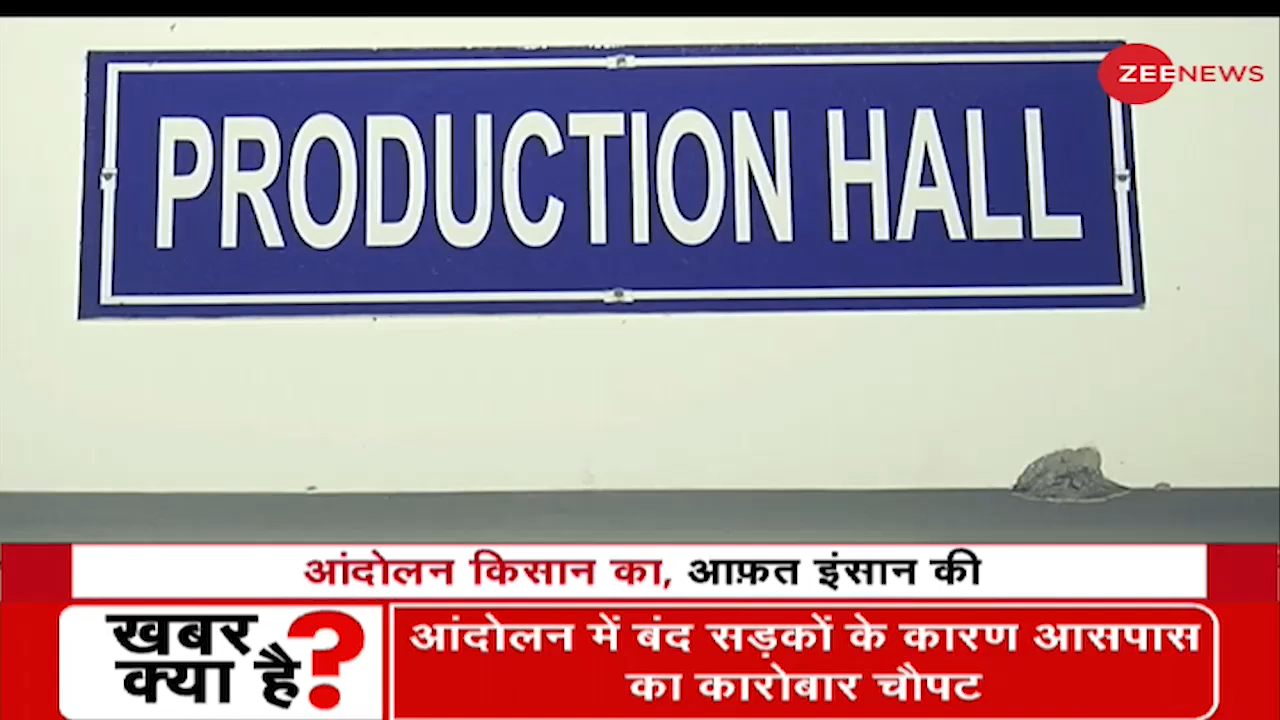 ZEENEWS
PRODUCTION HALL
आंदोलन किसान का, आफ़त इंसान की
खबर
क्या है?
आंदोलन में बंद सड़कों के कारण आसपास
का कारोबार चौपट